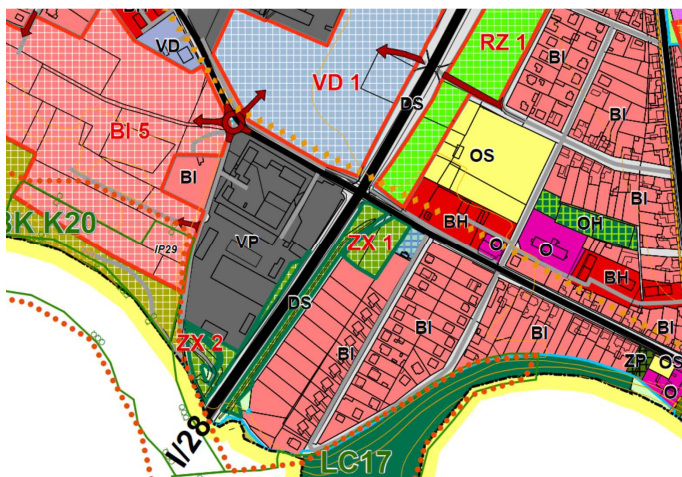 BH
VD
RZ 1
BI
BI
VD 1
DS
BI 5
OS
BI
BI
BK K20
IP29
VP
ZX 1
BH
O
OH
O
BH
BI
DS
BI
BI
BI
BI
ZX 2
ZP
OS
O
I/28
LC17